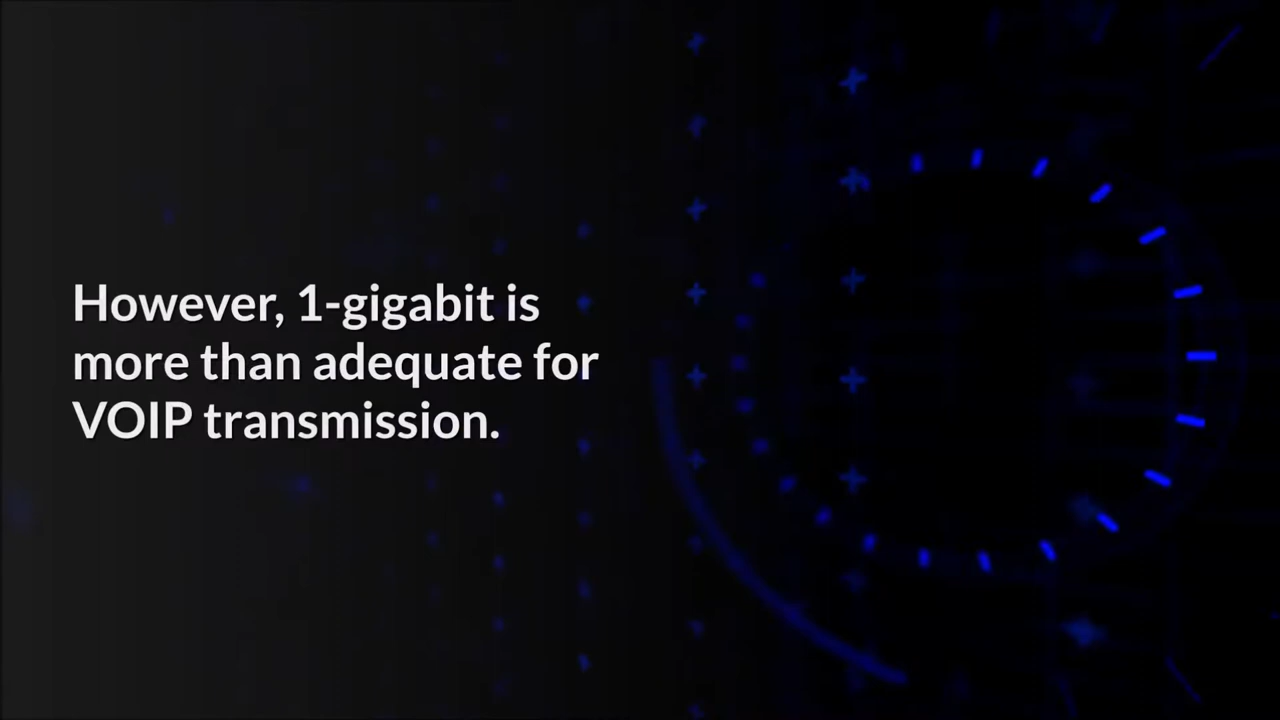 However, 1-gigabit is
more than adequate for
VOIP transmission.